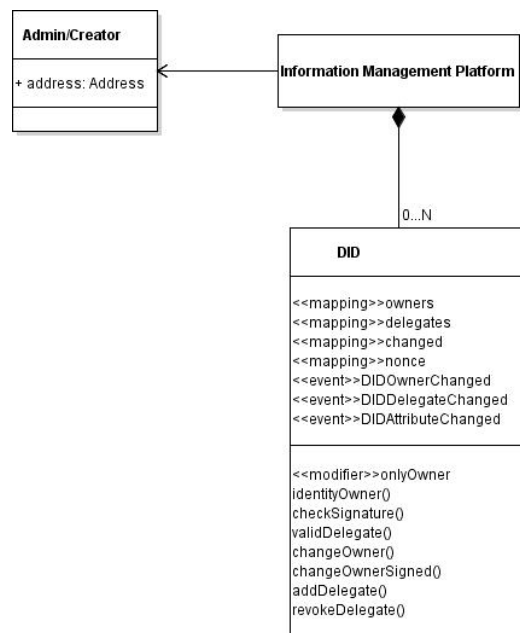 Admin/Creator
+ address: Address
Information Management Platform
0...N
DID
<<mapping>>owners
<<mapping>>delegates
<<mapping>>changed
<<mapping>>nonce
<<event>>DIDOwnerChanged
<<event>>DIDDelegateChanged
<<event>>DIDAttributeChanged
<<modifier>>onlyOwner
identityOwner()
checkSignature()
validDelegate()
changeOwner()
changeOwnerSigned()
addDelegate()
revokeDelegate()